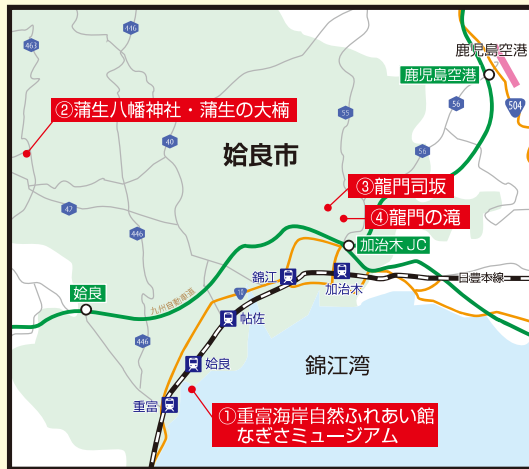 446
463
鹿児島空港
鹿児島空港
504
②蒲生八幡神社・蒲生の大楠
55
56
40
姶良市
56
③龍門司坂
47
④龍門の滝
446
加治木 JC
錦江
加治木
日豊本線
姶良
九州自動車道
10
帖佐
446
錦江湾
姶良
重富
①重富海岸自然ふれあい館
なぎさミュージアム